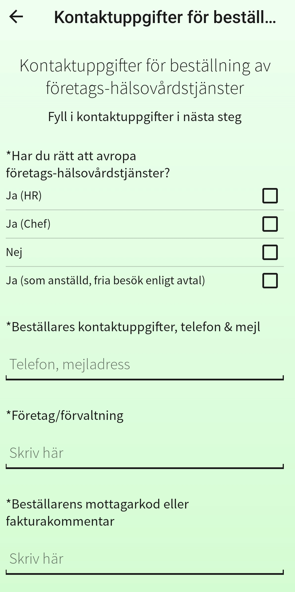 Kontaktuppgifter för beställ...
Kontaktuppgifter för beställning av
företags-hälsovårdstjänster
Fyll i kontaktuppgifter i nästa steg
*Har du rätt att avropa
företags-hälsovårdstjänster?
Ja (HR)
Ja (Chef)
Nej
Ja (som anställd, fria besök enligt avtal)
*Beställares kontaktuppgifter, telefon & mejl
Telefon, mejladress
*Företag/förvaltning
Skriv här
*Beställarens mottagarkod eller
fakturakommentar
Skriv här